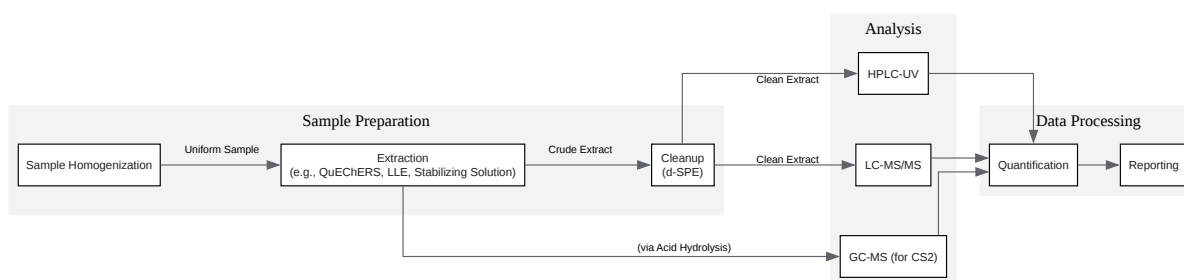 Analysis
HPLC-UV
Clean Extract
Sample Preparation
Data Processing
Sample Homogenization
Uniform Sample
Extraction
(e.g., QuEChERS, LLE, Stabilizing Solution)
Crude Extract
Cleanup
(d-SPE)
Clean Extract
LC-MS/MS
Quantification
Reporting
(via Acid Hydrolysis)
GC-MS (for CS2)